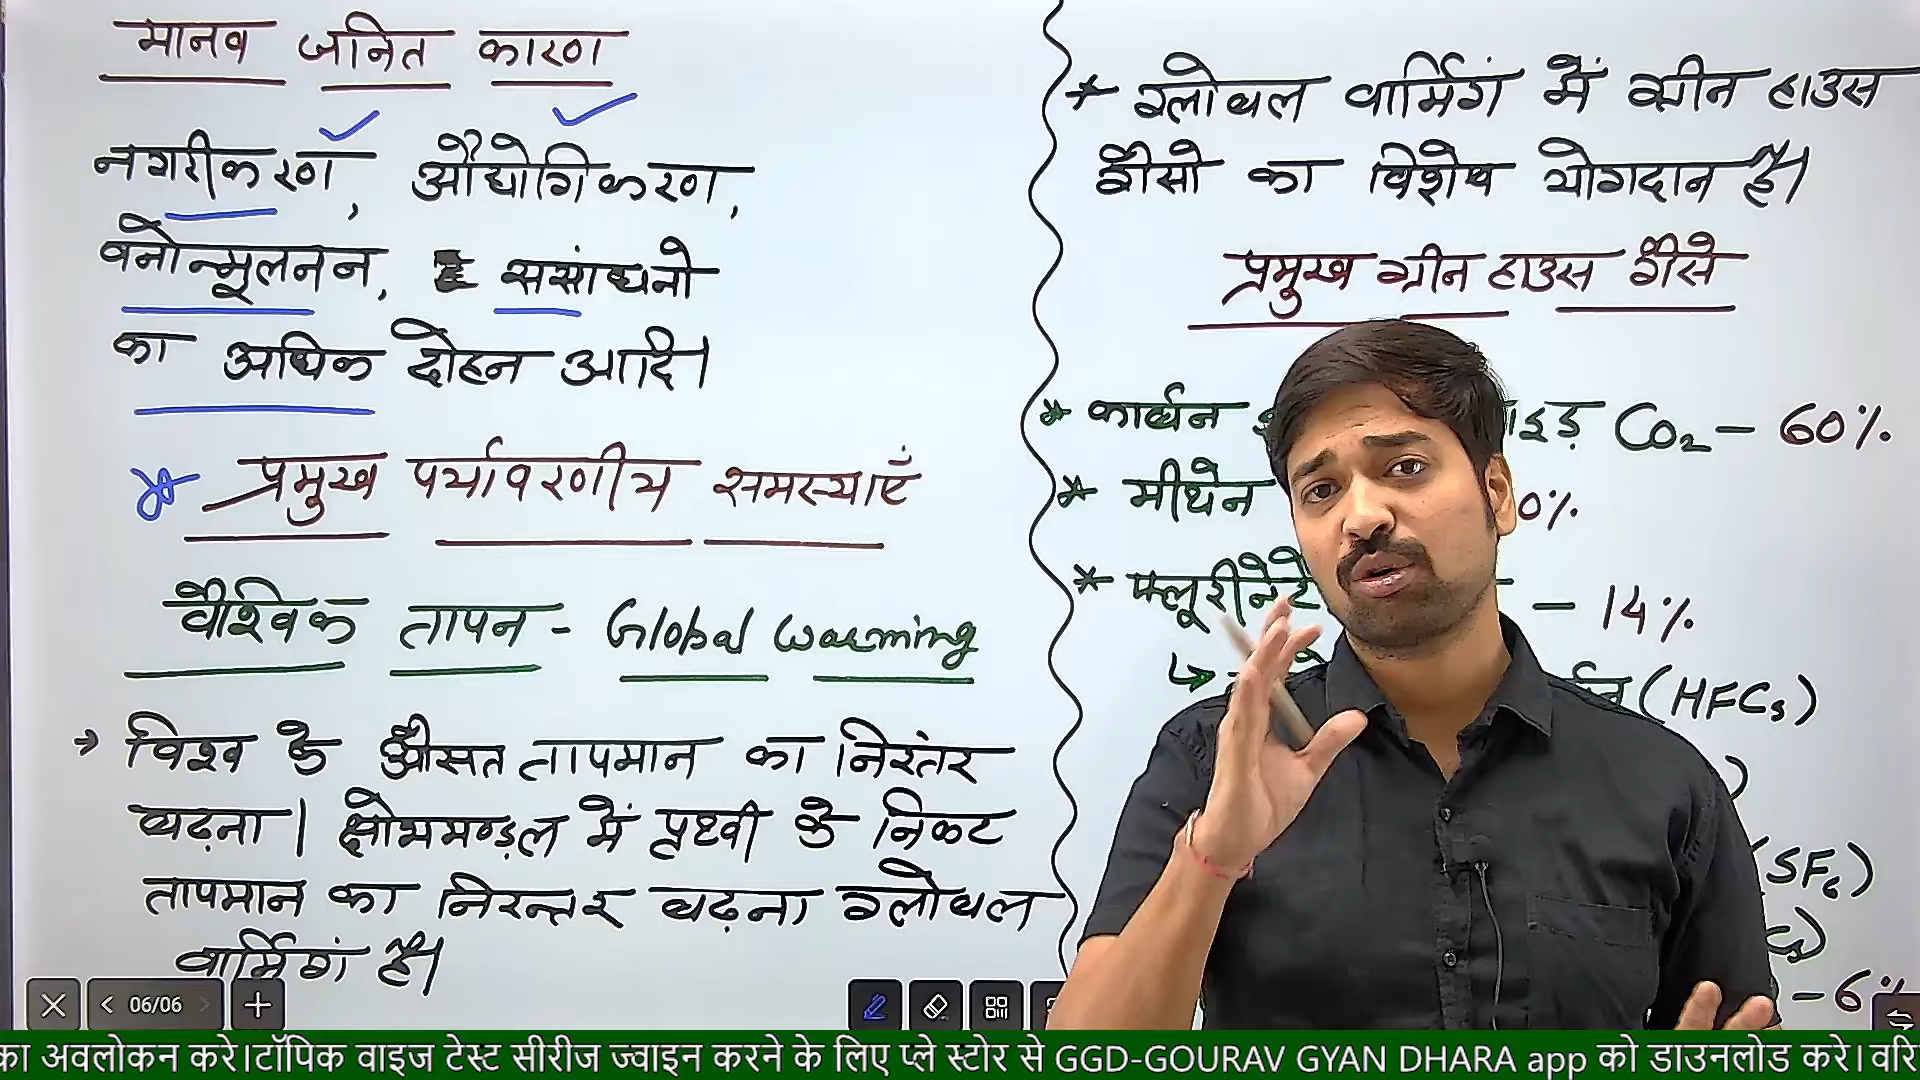 मानव जनित कारण
नगरीकरण, औद्योगिकरण,
वनोन्मूलनन, ससांधनो
का अधिक दोहन आदि।
प्रमुख पर्यावरणीय समस्याएँ
वैश्विक तापन - Global warming
→ विश्व के औसत तापमान का निरंतर
बढ़ना। क्षोभमण्ड़ल में पृथ्वी के निकट
तापमान का निरन्तर बढ़ना ग्लोबल
वार्मिगं है।
* ग्लोबल वार्मिगं में ग्रीन हाउस
गैसो का विशेष योगदान है।
प्रमुख ग्रीन हाउस गैसे
* कार्बन CO₂ - 60%
* मीथेन 0%
* फ्लूरीनेटे - 14%
(HFCs)
(SF₆)
- 6%
06/06
का अवलोकन करे।टॉपिक वाइज टेस्ट सीरीज ज्वाइन करने के लिए प्ले स्टोर से GGD-GOURAV GYAN DHARA app को डाउनलोड करे।वरि